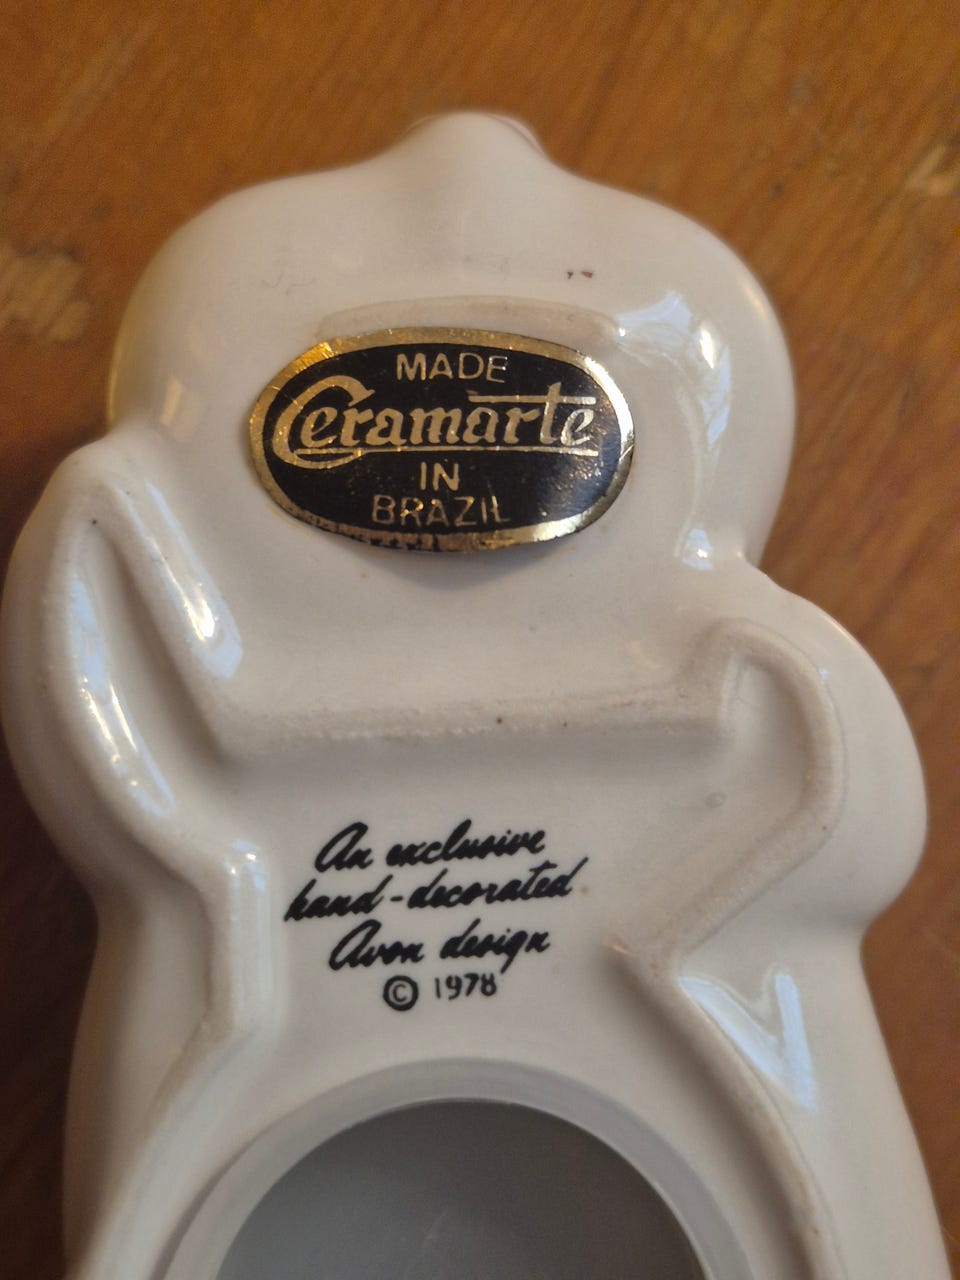 MADE
Ceramarte
IN
BRAZIL
An exclusive
hand-decorated
Avon design
© 1978